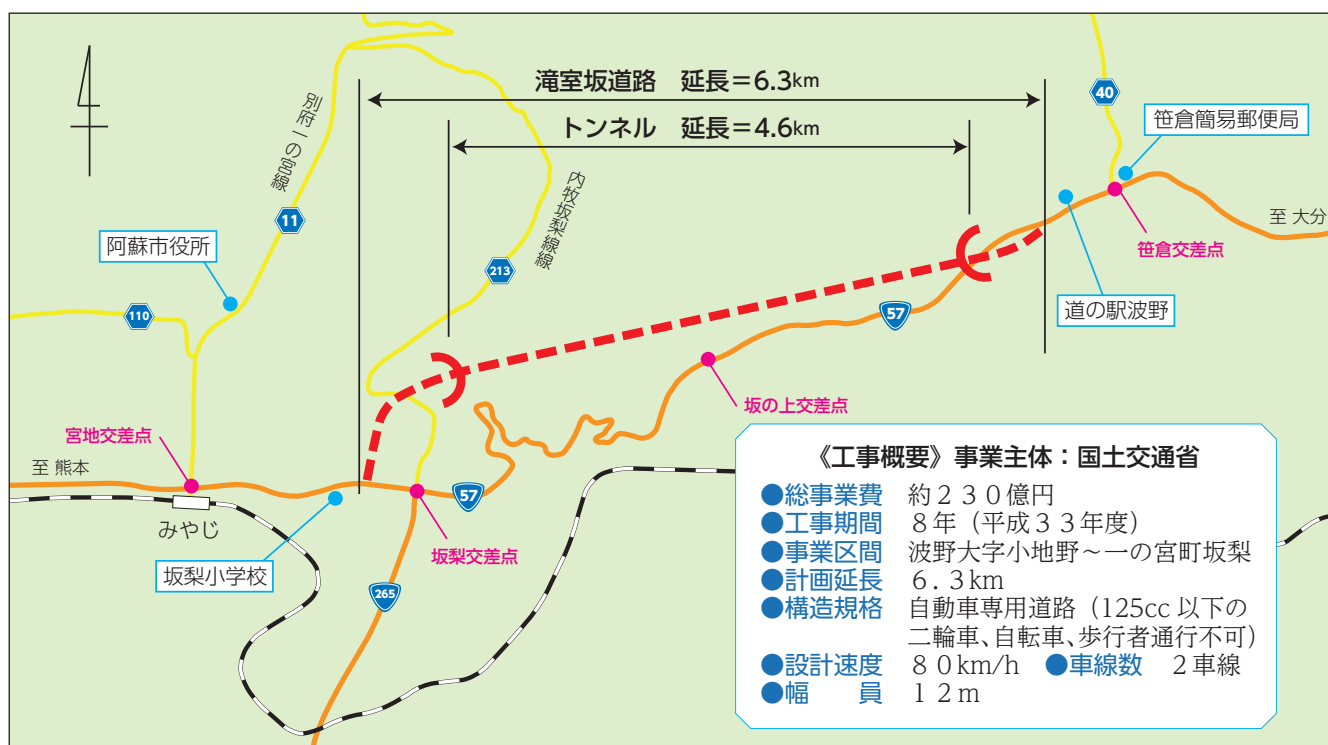 滝室坂道路 延長=6.3km
トンネル 延長=4.6km
別府一の宮線
11
阿蘇市役所
110
内牧坂梨線線
213
40
笹倉簡易郵便局
至 大分
笹倉交差点
道の駅波野
57
坂の上交差点
宮地交差点
至 熊本
みやじ
坂梨小学校
57
坂梨交差点
265
《工事概要》事業主体:国土交通省
●総事業費 約230億円
●工事期間 8年(平成33年度)
●事業区間 波野大字小地野~一の宮町坂梨
●計画延長 6.3km
●構造規格 自動車専用道路(125cc 以下の
二輪車、自転車、歩行者通行不可)
●設計速度 80km/h ●車線数 2車線
●幅 員 12m